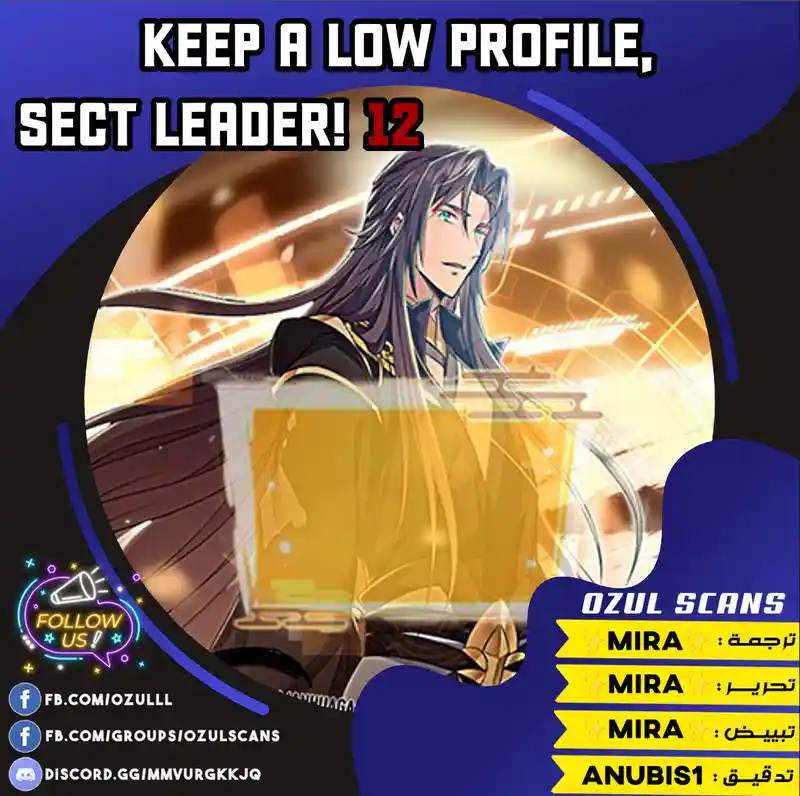 KEEP A LOW PROFILE,
SECT LEADER! 12
FOLLOW
US!
FB.COM/OZULLL
FB.COM/GROUPS/OZULSCANS
DISCORD.GG/MMVURGKKJQ
OZUL SCANS
ترجمة : MIRA
تحرير : MIRA
تبييض : MIRA
تدقيق : ANUBIS1